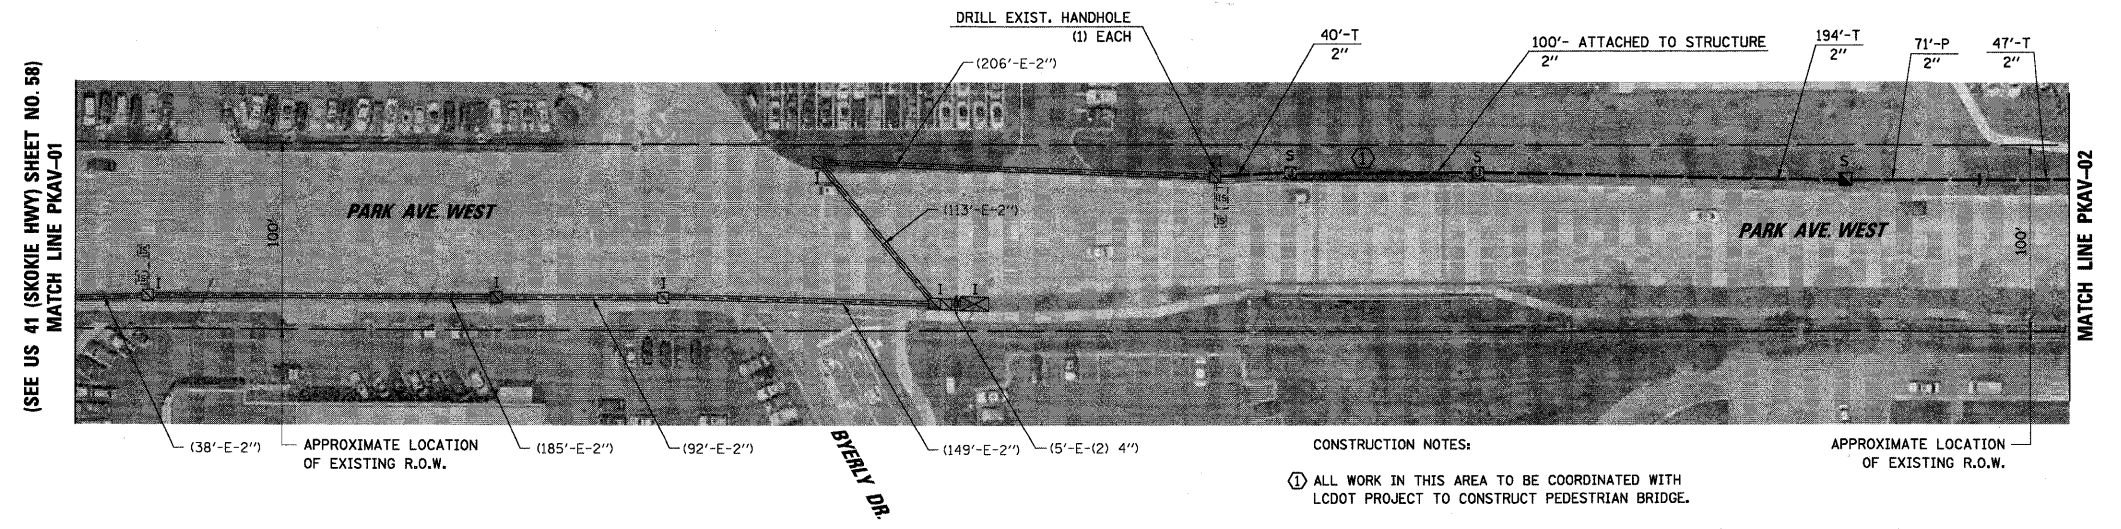 DRILL EXIST. HANDHOLE
(1) EACH
(206'-E-2")
40'-T
2"
100'- ATTACHED TO STRUCTURE
2"
194'-T
2"
71'-P
2"
47'-T
2"
(SEE US 41 (SKOKIE HWY) SHEET NO. 58)
MATCH LINE PKAV-01
PARK AVE. WEST
100'
(113'-E-2")
I
I
I
I
I
I
I
S
1
S
S
PARK AVE. WEST
100'
MATCH LINE PKAV-02
(38'-E-2")
APPROXIMATE LOCATION
OF EXISTING R.O.W.
(185'-E-2")
(92'-E-2")
BYERLY DR.
(149'-E-2")
(5'-E-(2) 4")
CONSTRUCTION NOTES:
1 ALL WORK IN THIS AREA TO BE COORDINATED WITH
LCDOT PROJECT TO CONSTRUCT PEDESTRIAN BRIDGE.
APPROXIMATE LOCATION
OF EXISTING R.O.W.